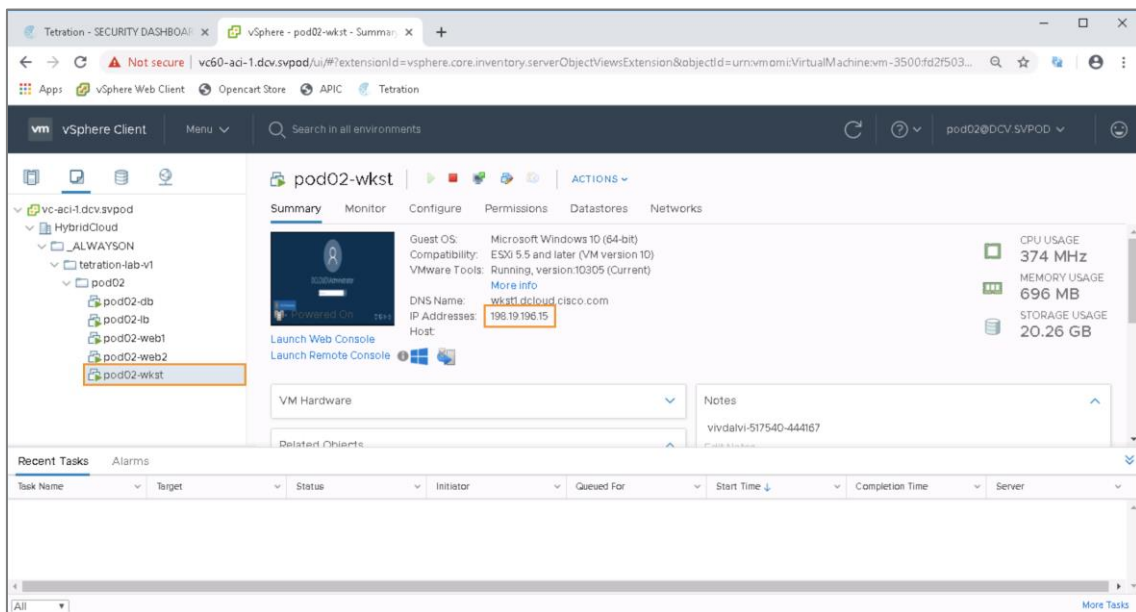 Tetration - SECURITY DASHBOAR
vSphere - pod02-wkst - Summary
Not secure | vc60-aci-1.dcv.svpod/ui/#?extensionId=vsphere.core.inventory.serverObjectViewsExtension&objectId=urn:vmomi:VirtualMachine:vm-3500:fd2f503...
Apps vSphere Web Client Opencart Store APIC Tetration
vm vSphere Client Menu Search in all environments pod02@DCV.SVPOD
vc-aci-1.dcv.svpod
HybridCloud
_ALWAYSON
tetration-lab-v1
pod02
pod02-db
pod02-lb
pod02-web1
pod02-web2
pod02-wkst
pod02-wkst ACTIONS
Summary Monitor Configure Permissions Datastores Networks
Powered On
Launch Web Console
Launch Remote Console
Guest OS: Microsoft Windows 10 (64-bit)
Compatibility: ESXi 5.5 and later (VM version 10)
VMware Tools: Running, version:10305 (Current)
More info
DNS Name: wkst1.dcloud.cisco.com
IP Addresses: 198.19.196.15
Host:
CPU USAGE
374 MHz
MEMORY USAGE
696 MB
STORAGE USAGE
20.26 GB
VM Hardware
Related Objects
Notes
vivdalvi-517540-444167
Edit Notes
Recent Tasks Alarms
Task Name Target Status Initiator Queued For Start Time ↓ Completion Time Server
All
More Tasks